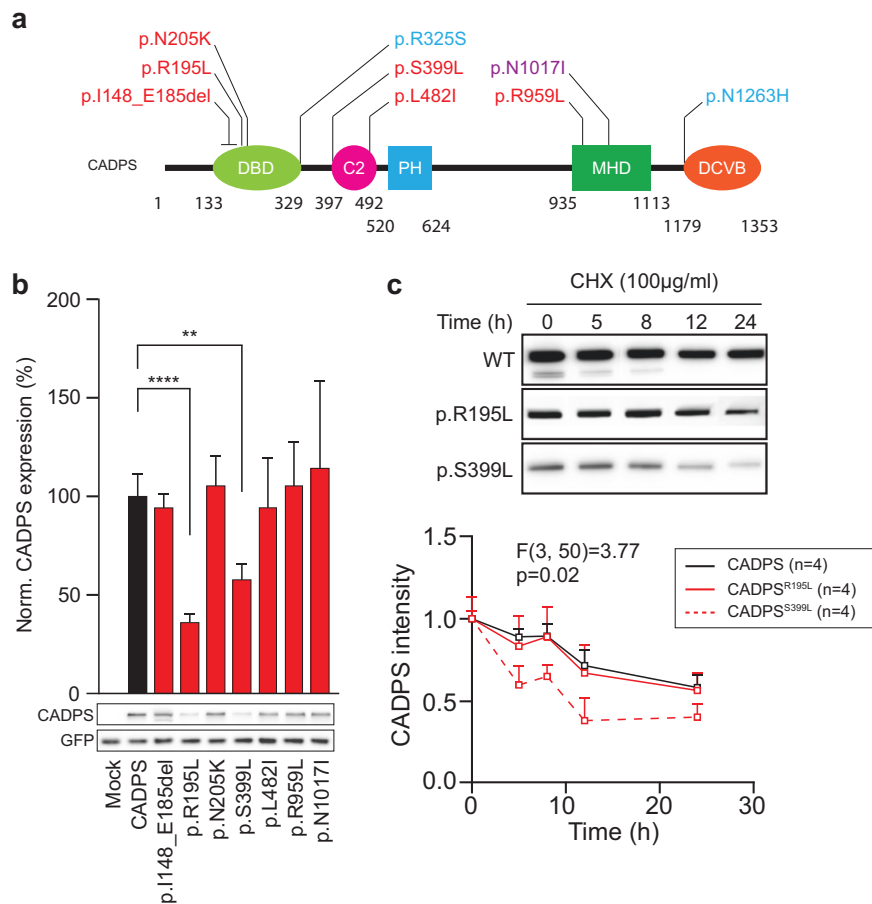 a
p.N205K
p.R325S
p.R195L
p.S399L
p.N1017I
p.I148_E185del
p.L482I
p.R959L
p.N1263H
CADPS
DBD
C2
PH
MHD
DCVB
1 133 329 397 492 935 1113 1179 1353
520 624
b
Norm. CADPS expression (%)
200
150
100
50
0
**
****
CADPS
GFP
Mock
CADPS
p.I148_E185del
p.R195L
p.N205K
p.S399L
p.L482I
p.R959L
p.N1017I
c
CHX (100µg/ml)
Time (h) 0 5 8 12 24
WT
p.R195L
p.S399L
CADPS intensity
1.5
1.0
0.5
0.0
F(3, 50)=3.77
p=0.02
CADPS (n=4)
CADPSR195L (n=4)
CADPSS399L (n=4)
0 10 20 30
Time (h)